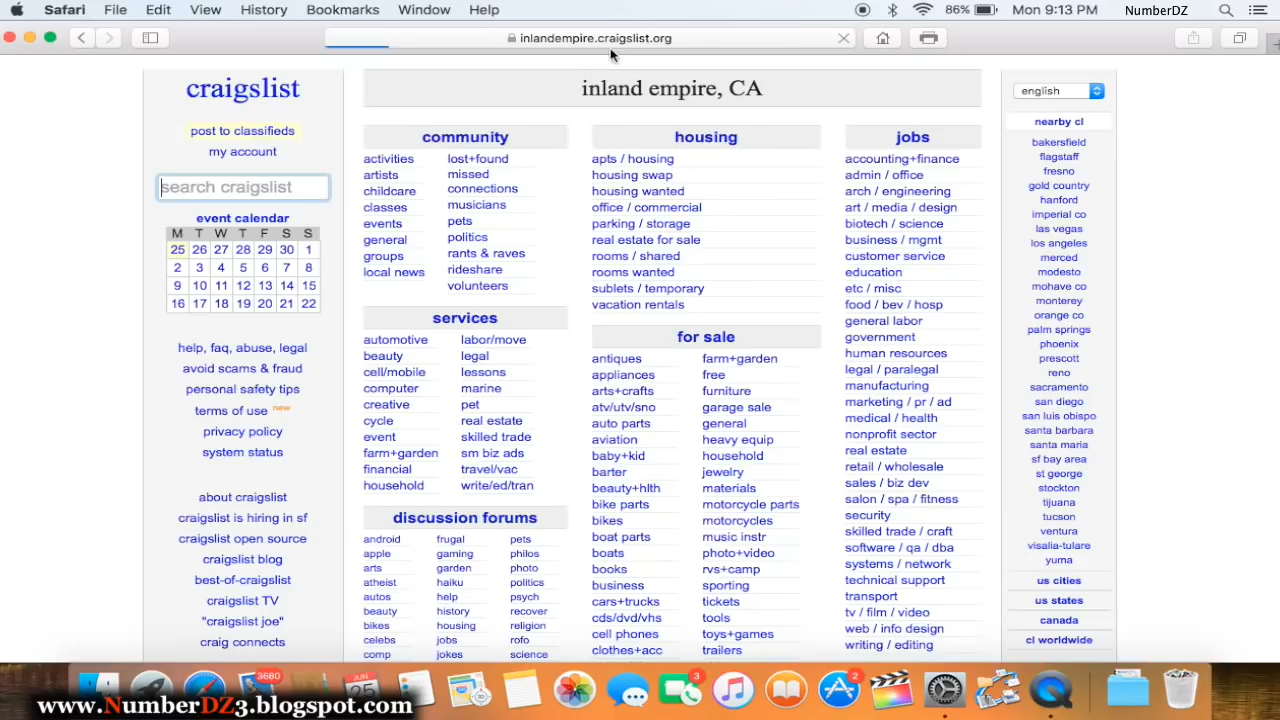 Safari File Edit View History Bookmarks Window Help 86% Mon 9:13 PM NumberDZ
inlandempire.craigslist.org
craigslist
post to classifieds
my account
search craigslist
event calendar
M T W T F S S
25 26 27 28 29 30 1
2 3 4 5 6 7 8
9 10 11 12 13 14 15
16 17 18 19 20 21 22
help, faq, abuse, legal
avoid scams & fraud
personal safety tips
terms of use new
privacy policy
system status
about craigslist
craigslist is hiring in sf
craigslist open source
craigslist blog
best-of-craigslist
craigslist TV
"craigslist joe"
craig connects
inland empire, CA
community
activities
artists
childcare
classes
events
general
groups
local news
lost+found
missed
connections
musicians
pets
politics
rants & raves
rideshare
volunteers
services
automotive
beauty
cell/mobile
computer
creative
cycle
event
farm+garden
financial
household
labor/move
legal
lessons
marine
pet
real estate
skilled trade
sm biz ads
travel/vac
write/ed/tran
discussion forums
android
apple
arts
atheist
autos
beauty
bikes
celebs
comp
frugal
gaming
garden
haiku
help
history
housing
jobs
jokes
pets
philos
photo
politics
psych
recover
religion
rofo
science
housing
apts / housing
housing swap
housing wanted
office / commercial
parking / storage
real estate for sale
rooms / shared
rooms wanted
sublets / temporary
vacation rentals
for sale
antiques
appliances
arts+crafts
atv/utv/sno
auto parts
aviation
baby+kid
barter
beauty+hlth
bike parts
bikes
boat parts
boats
books
business
cars+trucks
cds/dvd/vhs
cell phones
clothes+acc
farm+garden
free
furniture
garage sale
general
heavy equip
household
jewelry
materials
motorcycle parts
motorcycles
music instr
photo+video
rvs+camp
sporting
tickets
tools
toys+games
trailers
jobs
accounting+finance
admin / office
arch / engineering
art / media / design
biotech / science
business / mgmt
customer service
education
etc / misc
food / bev / hosp
general labor
government
human resources
legal / paralegal
manufacturing
marketing / pr / ad
medical / health
nonprofit sector
real estate
retail / wholesale
sales / biz dev
salon / spa / fitness
security
skilled trade / craft
software / qa / dba
systems / network
technical support
transport
tv / film / video
web / info design
writing / editing
english
nearby cl
bakersfield
flagstaff
fresno
gold country
hanford
imperial co
las vegas
los angeles
merced
modesto
mohave co
monterey
orange co
palm springs
phoenix
prescott
reno
sacramento
san diego
san luis obispo
santa barbara
santa maria
sf bay area
st george
stockton
tijuana
tucson
ventura
visalia-tulare
yuma
us cities
us states
canada
cl worldwide
3680
25
3
2
www.NumberDZ3.blogspot.com